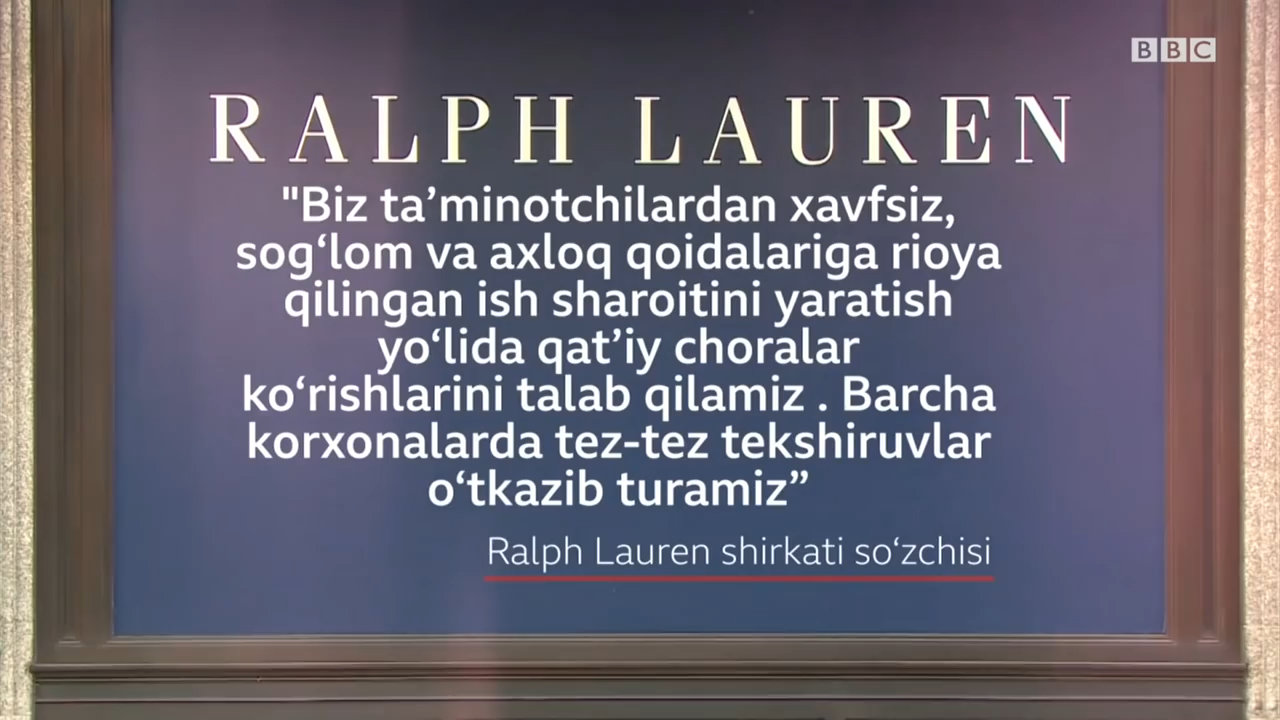 BBC
RALPH LAUREN
"Biz ta’minotchilardan xavfsiz,
sog‘lom va axloq qoidalariga rioya
qilingan ish sharoitini yaratish
yo‘lida qat’iy choralar
ko‘rishlarini talab qilamiz . Barcha
korxonalarda tez-tez tekshiruvlar
o‘tkazib turamiz”
Ralph Lauren shirkati so‘zchisi